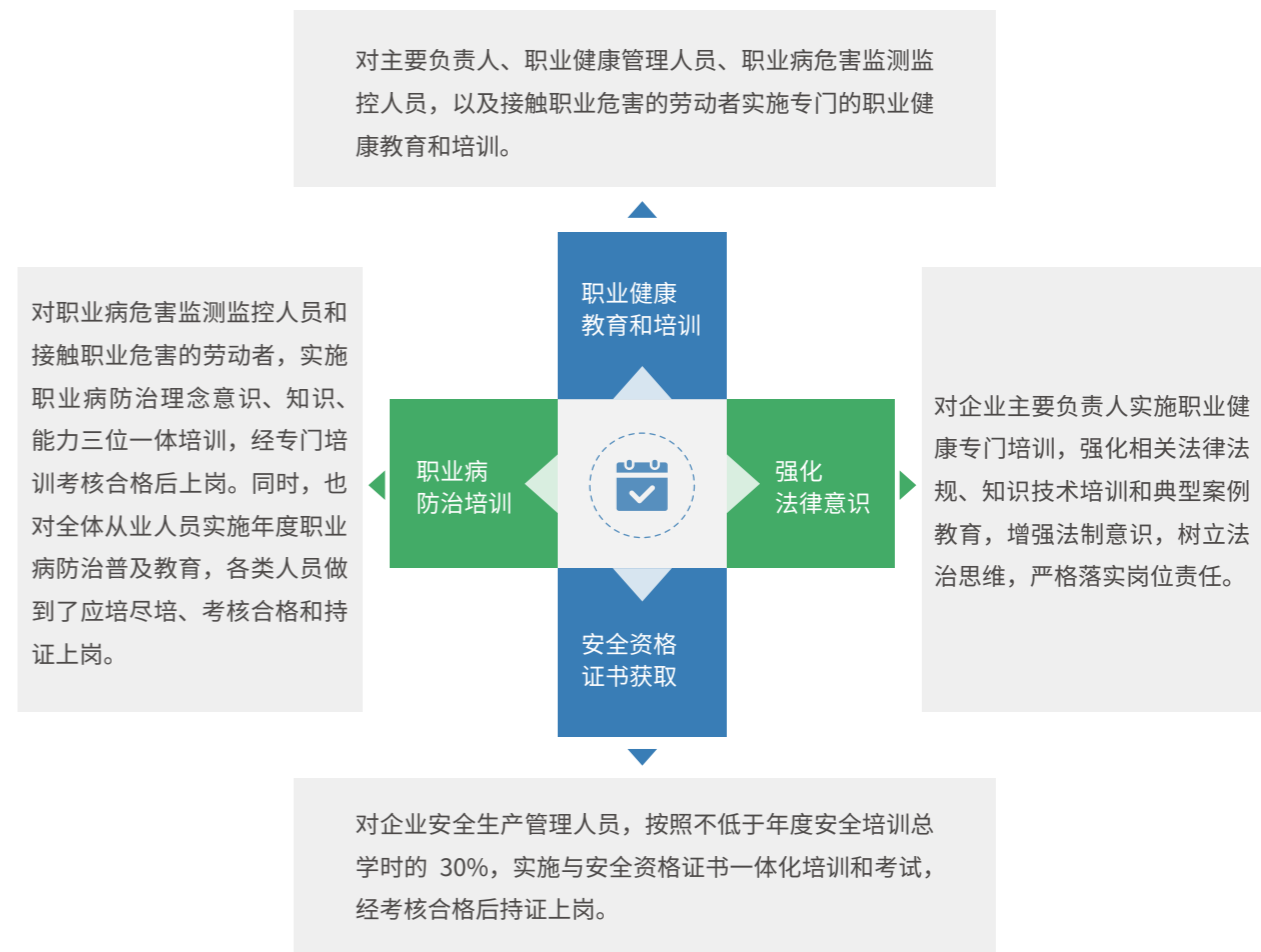 对主要负责人、职业健康管理人员、职业病危害监测监
控人员，以及接触职业危害的劳动者实施专门的职业健
康教育和培训。
职业健康
教育和培训
对职业病危害监测监控人员和
接触职业危害的劳动者，实施
职业病防治理念意识、知识、
能力三位一体培训，经专门培
训考核合格后上岗。同时，也
对全体从业人员实施年度职业
病防治普及教育，各类人员做
到了应培尽培、考核合格和持
证上岗。
职业病
防治培训
强化
法律意识
对企业主要负责人实施职业健
康专门培训，强化相关法律法
规、知识技术培训和典型案例
教育，增强法制意识，树立法
治思维，严格落实岗位责任。
安全资格
证书获取
对企业安全生产管理人员，按照不低于年度安全培训总
学时的 30%，实施与安全资格证书一体化培训和考试，
经考核合格后持证上岗。